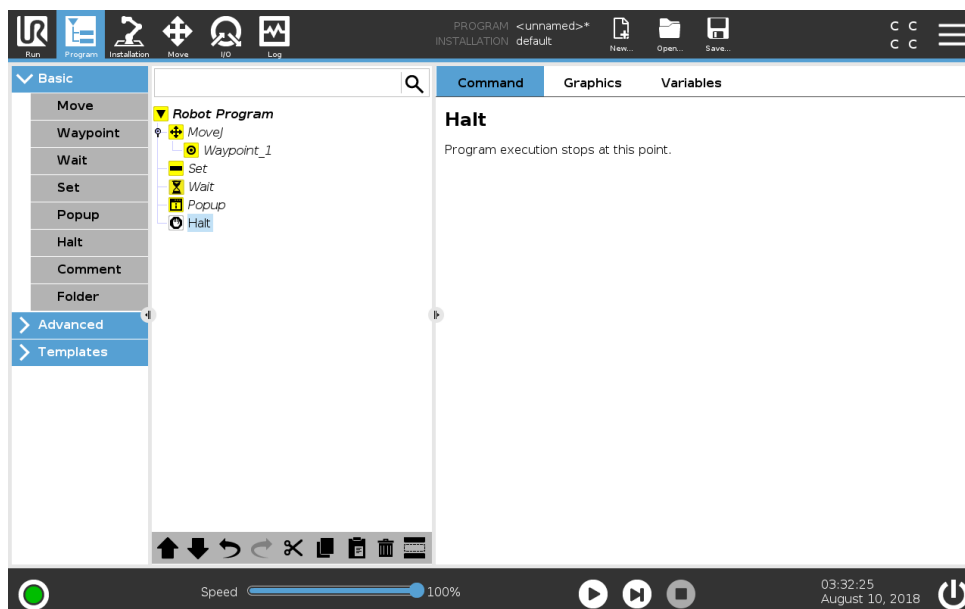 UR
Run
Program
Installation
Move
I/O
Log
PROGRAM <unnamed>*
INSTALLATION default
New...
Open...
Save...
C C
C C
Basic
Move
Waypoint
Wait
Set
Popup
Halt
Comment
Folder
Advanced
Templates
Robot Program
MoveJ
Waypoint_1
Set
Wait
Popup
Halt
Command
Graphics
Variables
Halt
Program execution stops at this point.
Speed
100%
03:32:25
August 10, 2018